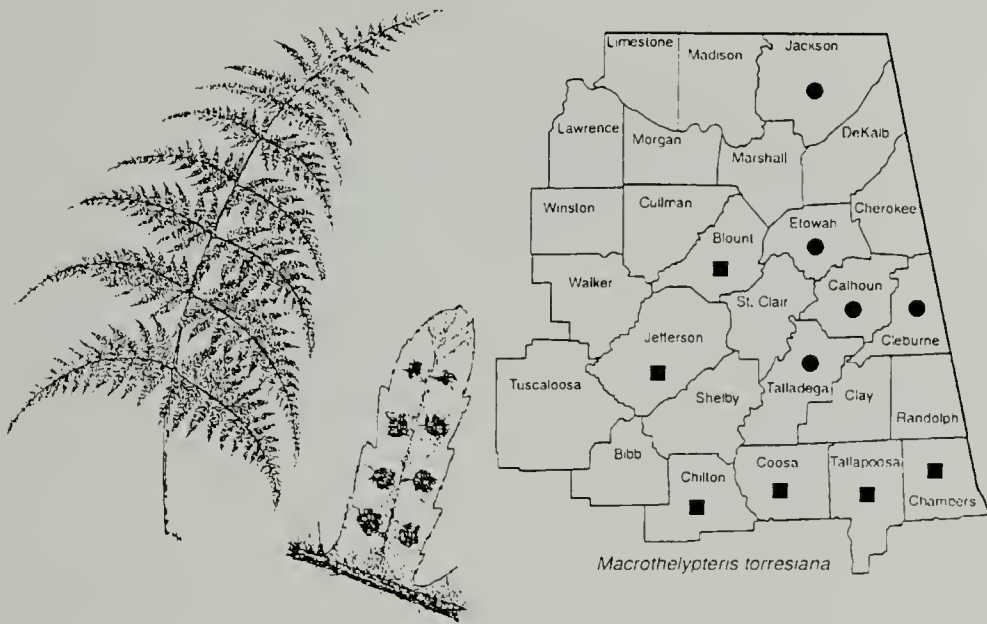 Limestone
Madison
Jackson
Lawrence
Morgan
Marshall
DeKalb
Winston
Cullman
Blount
Etowah
Cherokee
Walker
St. Clair
Calhoun
Cleburne
Jefferson
Tuscaloosa
Shelby
Talladega
Clay
Randolph
Bibb
Chilton
Coosa
Tallapoosa
Chambers
Macrothelypteris torresiana